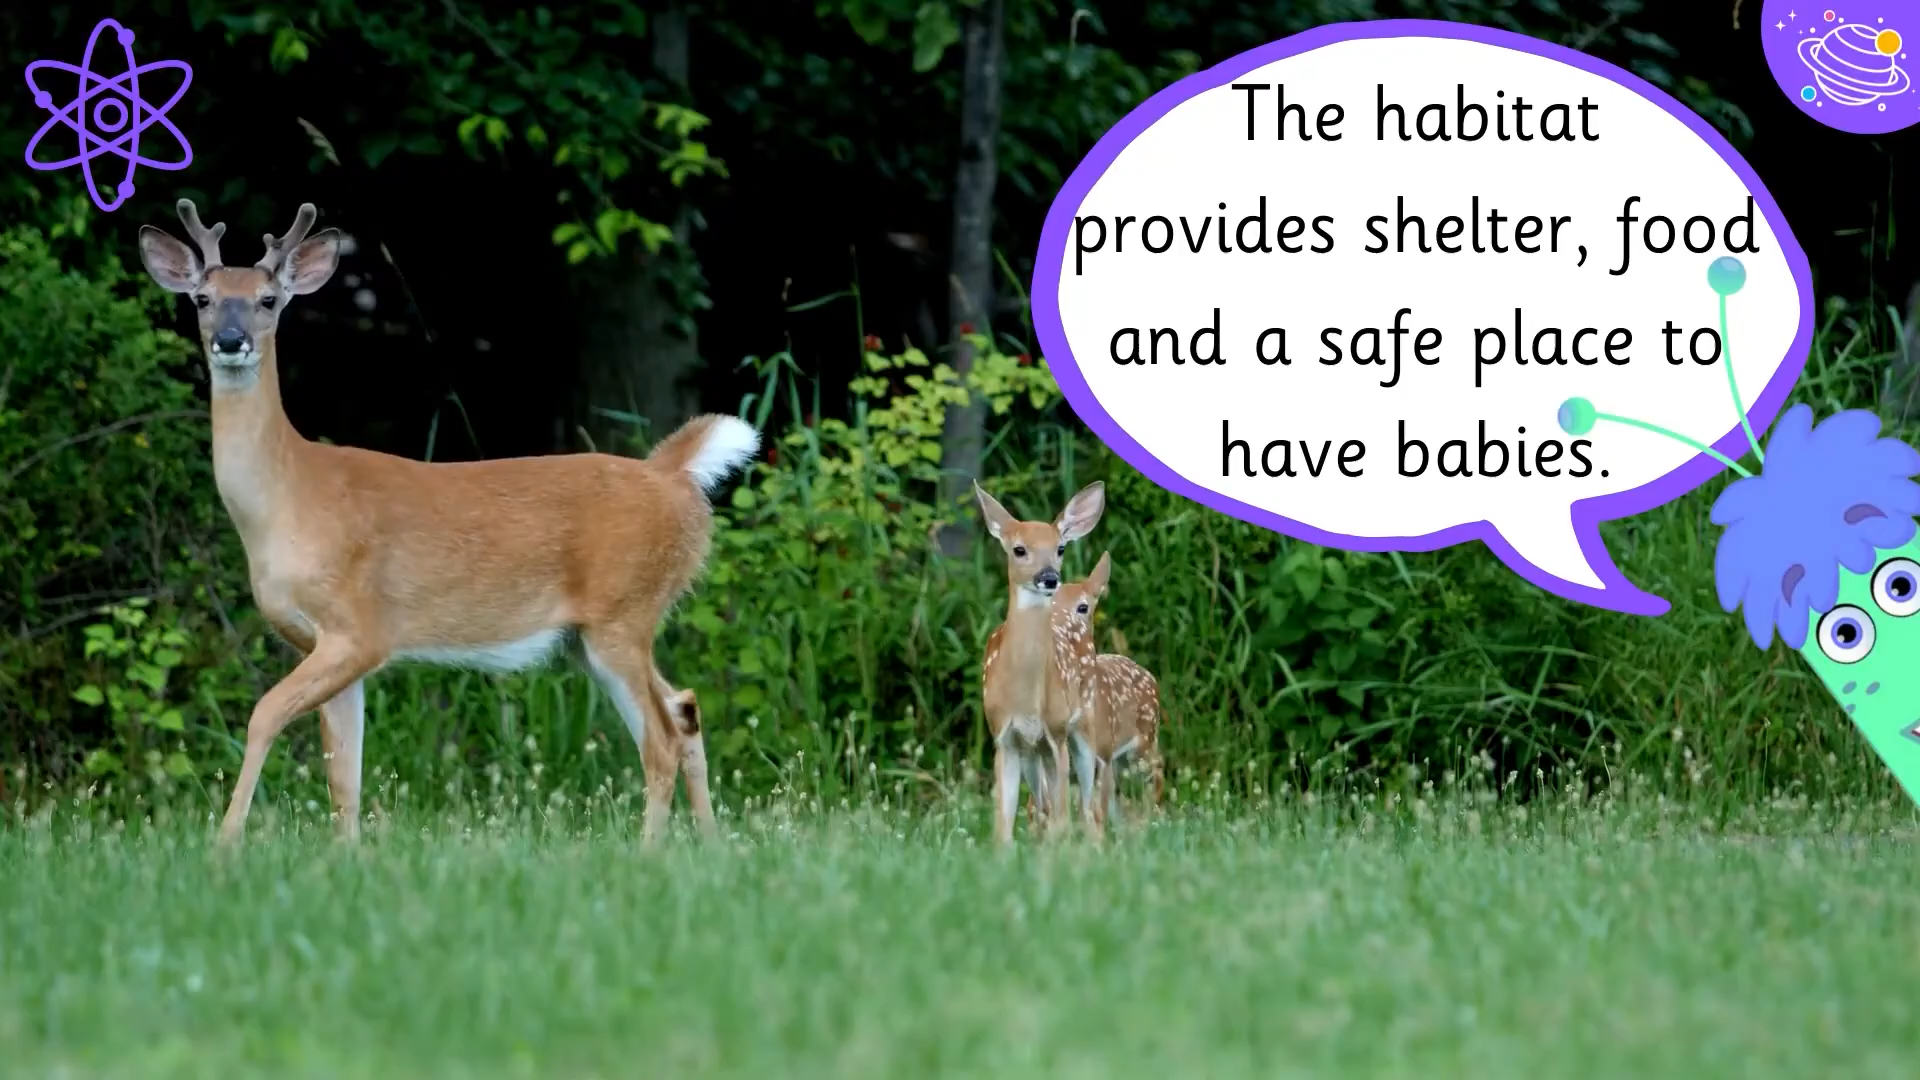 The habitat
provides shelter, food
and a safe place to
have babies.